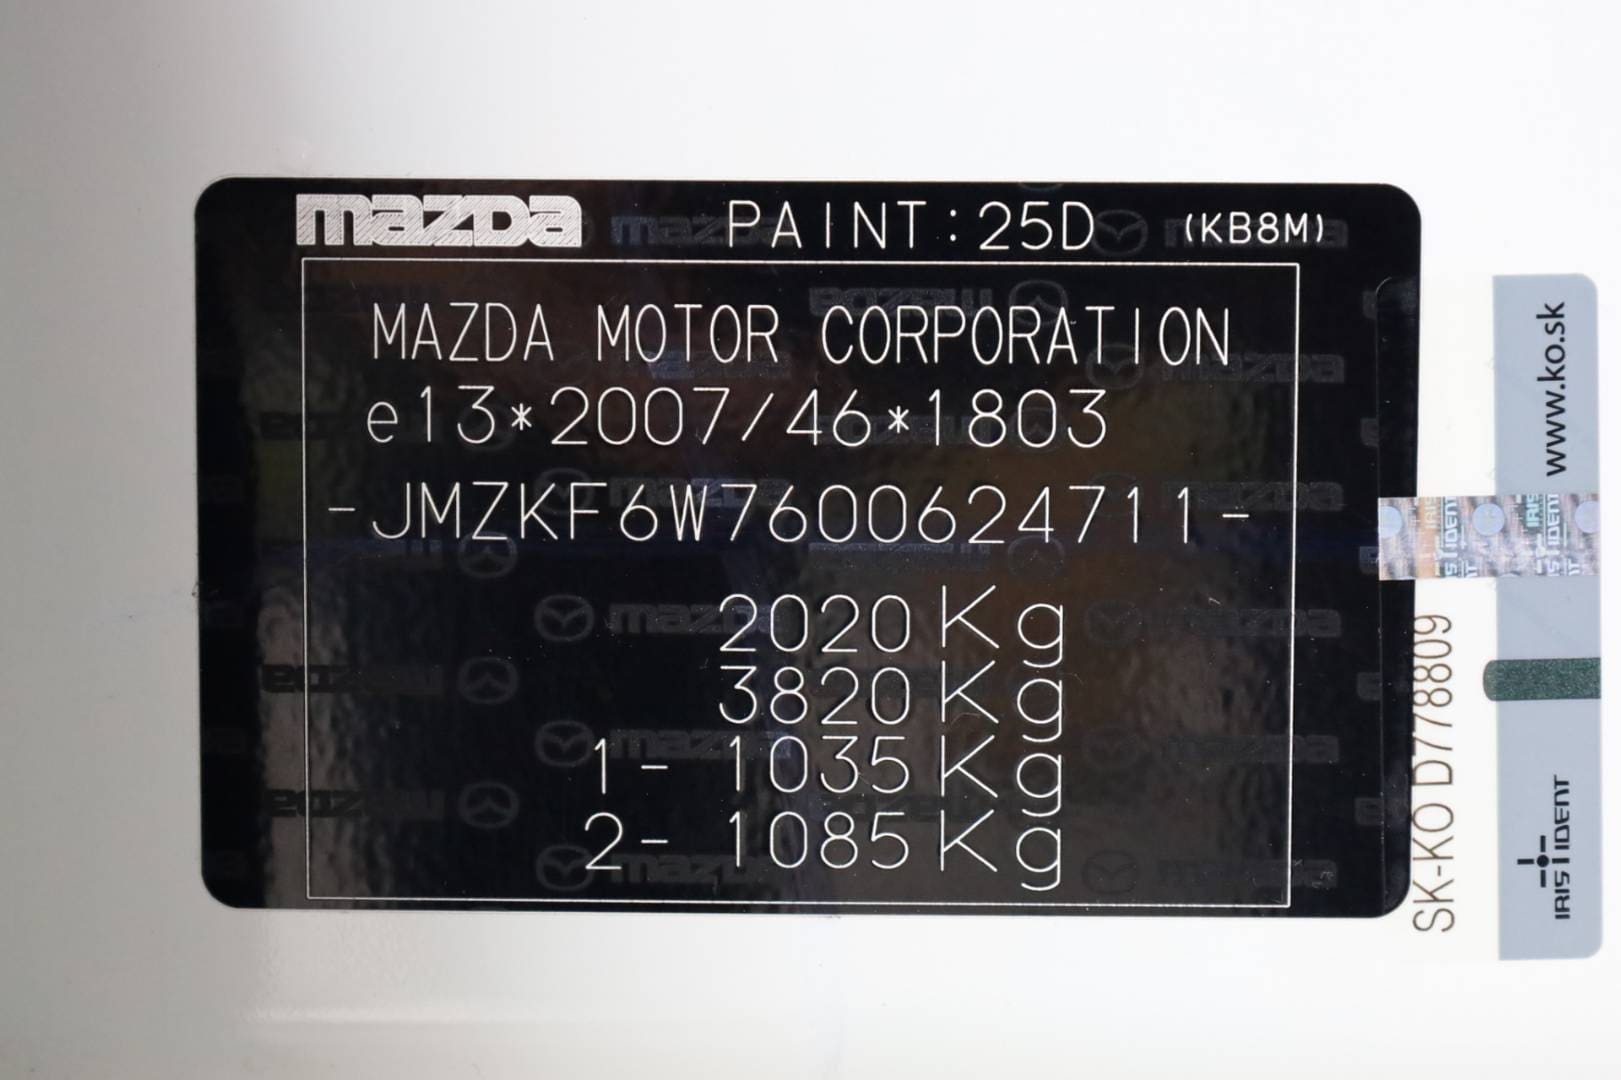 mazda PAINT:25D (KB8M)
MAZDA MOTOR CORPORATION
e13*2007/46*1803
-JMZKF6W7600624711-
2020Kg
3820Kg
1- 1035Kg
2- 1085Kg
www.ko.sk
SK-KO D778809
IRIS IDENT